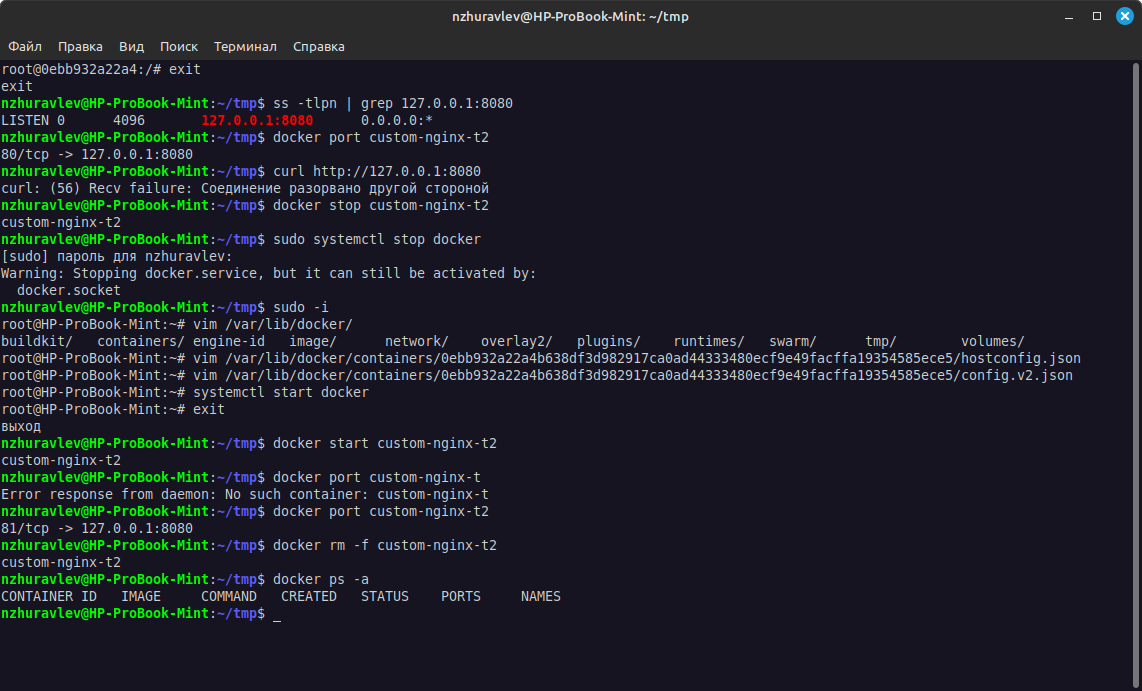 nzhuravlev@HP-ProBook-Mint: ~/tmp
Файл Правка Вид Поиск Терминал Справка
root@0ebb932a22a4:/# exit
exit
nzhuravlev@HP-ProBook-Mint:~/tmp$ ss -tlpn | grep 127.0.0.1:8080
LISTEN 0      4096       127.0.0.1:8080      0.0.0.0:*
nzhuravlev@HP-ProBook-Mint:~/tmp$ docker port custom-nginx-t2
80/tcp -> 127.0.0.1:8080
nzhuravlev@HP-ProBook-Mint:~/tmp$ curl http://127.0.0.1:8080
curl: (56) Recv failure: Соединение разорвано другой стороной
nzhuravlev@HP-ProBook-Mint:~/tmp$ docker stop custom-nginx-t2
custom-nginx-t2
nzhuravlev@HP-ProBook-Mint:~/tmp$ sudo systemctl stop docker
[sudo] пароль для nzhuravlev:
Warning: Stopping docker.service, but it can still be activated by:
  docker.socket
nzhuravlev@HP-ProBook-Mint:~/tmp$ sudo -i
root@HP-ProBook-Mint:~# vim /var/lib/docker/
buildkit/   containers/ engine-id   image/      network/    overlay2/   plugins/    runtimes/   swarm/      tmp/        volumes/
root@HP-ProBook-Mint:~# vim /var/lib/docker/containers/0ebb932a22a4b638df3d982917ca0ad44333480ecf9e49facffa19354585ece5/hostconfig.json
root@HP-ProBook-Mint:~# vim /var/lib/docker/containers/0ebb932a22a4b638df3d982917ca0ad44333480ecf9e49facffa19354585ece5/config.v2.json
root@HP-ProBook-Mint:~# systemctl start docker
root@HP-ProBook-Mint:~# exit
выход
nzhuravlev@HP-ProBook-Mint:~/tmp$ docker start custom-nginx-t2
custom-nginx-t2
nzhuravlev@HP-ProBook-Mint:~/tmp$ docker port custom-nginx-t
Error response from daemon: No such container: custom-nginx-t
nzhuravlev@HP-ProBook-Mint:~/tmp$ docker port custom-nginx-t2
81/tcp -> 127.0.0.1:8080
nzhuravlev@HP-ProBook-Mint:~/tmp$ docker rm -f custom-nginx-t2
custom-nginx-t2
nzhuravlev@HP-ProBook-Mint:~/tmp$ docker ps -a
CONTAINER ID   IMAGE     COMMAND   CREATED   STATUS    PORTS     NAMES
nzhuravlev@HP-ProBook-Mint:~/tmp$ _